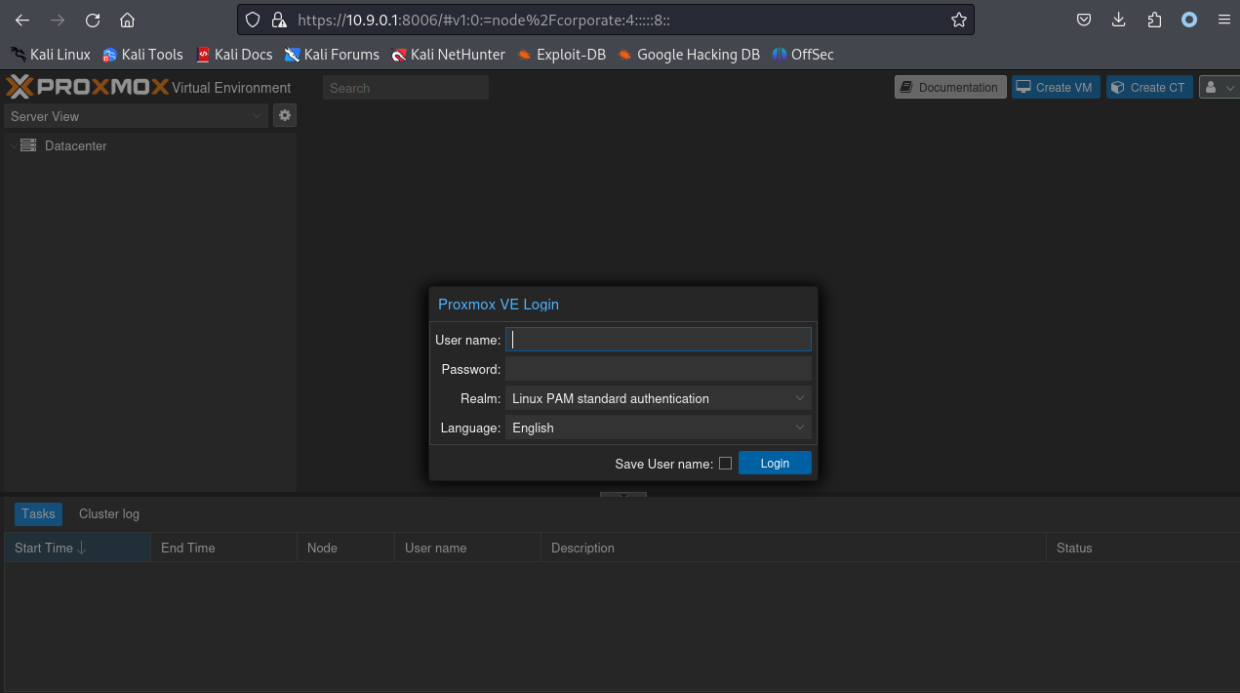 https://10.9.0.1:8006/#v1:0:=node%2Fcorporate:4:::::8::
Kali Linux Kali Tools Kali Docs Kali Forums Kali NetHunter Exploit-DB Google Hacking DB OffSec
PROXMOX Virtual Environment Search Documentation Create VM Create CT
Server View
Datacenter
Proxmox VE Login
User name:
Password:
Realm: Linux PAM standard authentication
Language: English
Save User name: Login
Tasks Cluster log
Start Time End Time Node User name Description Status